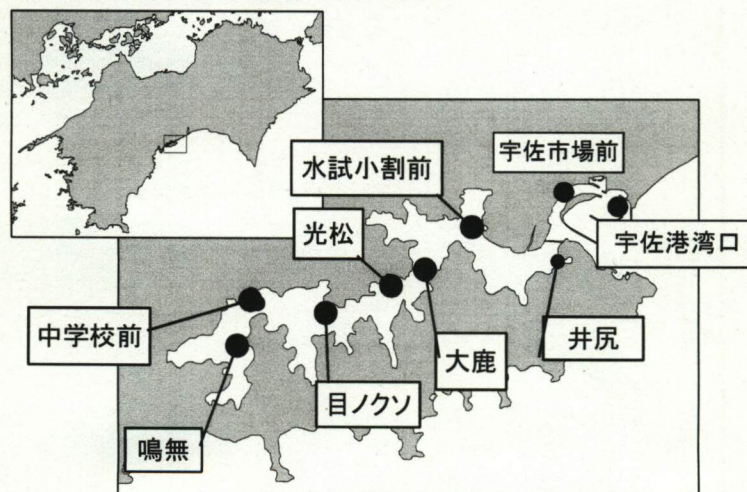 宇佐市場前
水試小割前
宇佐港湾口
光松
中学校前
井尻
大鹿
目ノクソ
鳴無